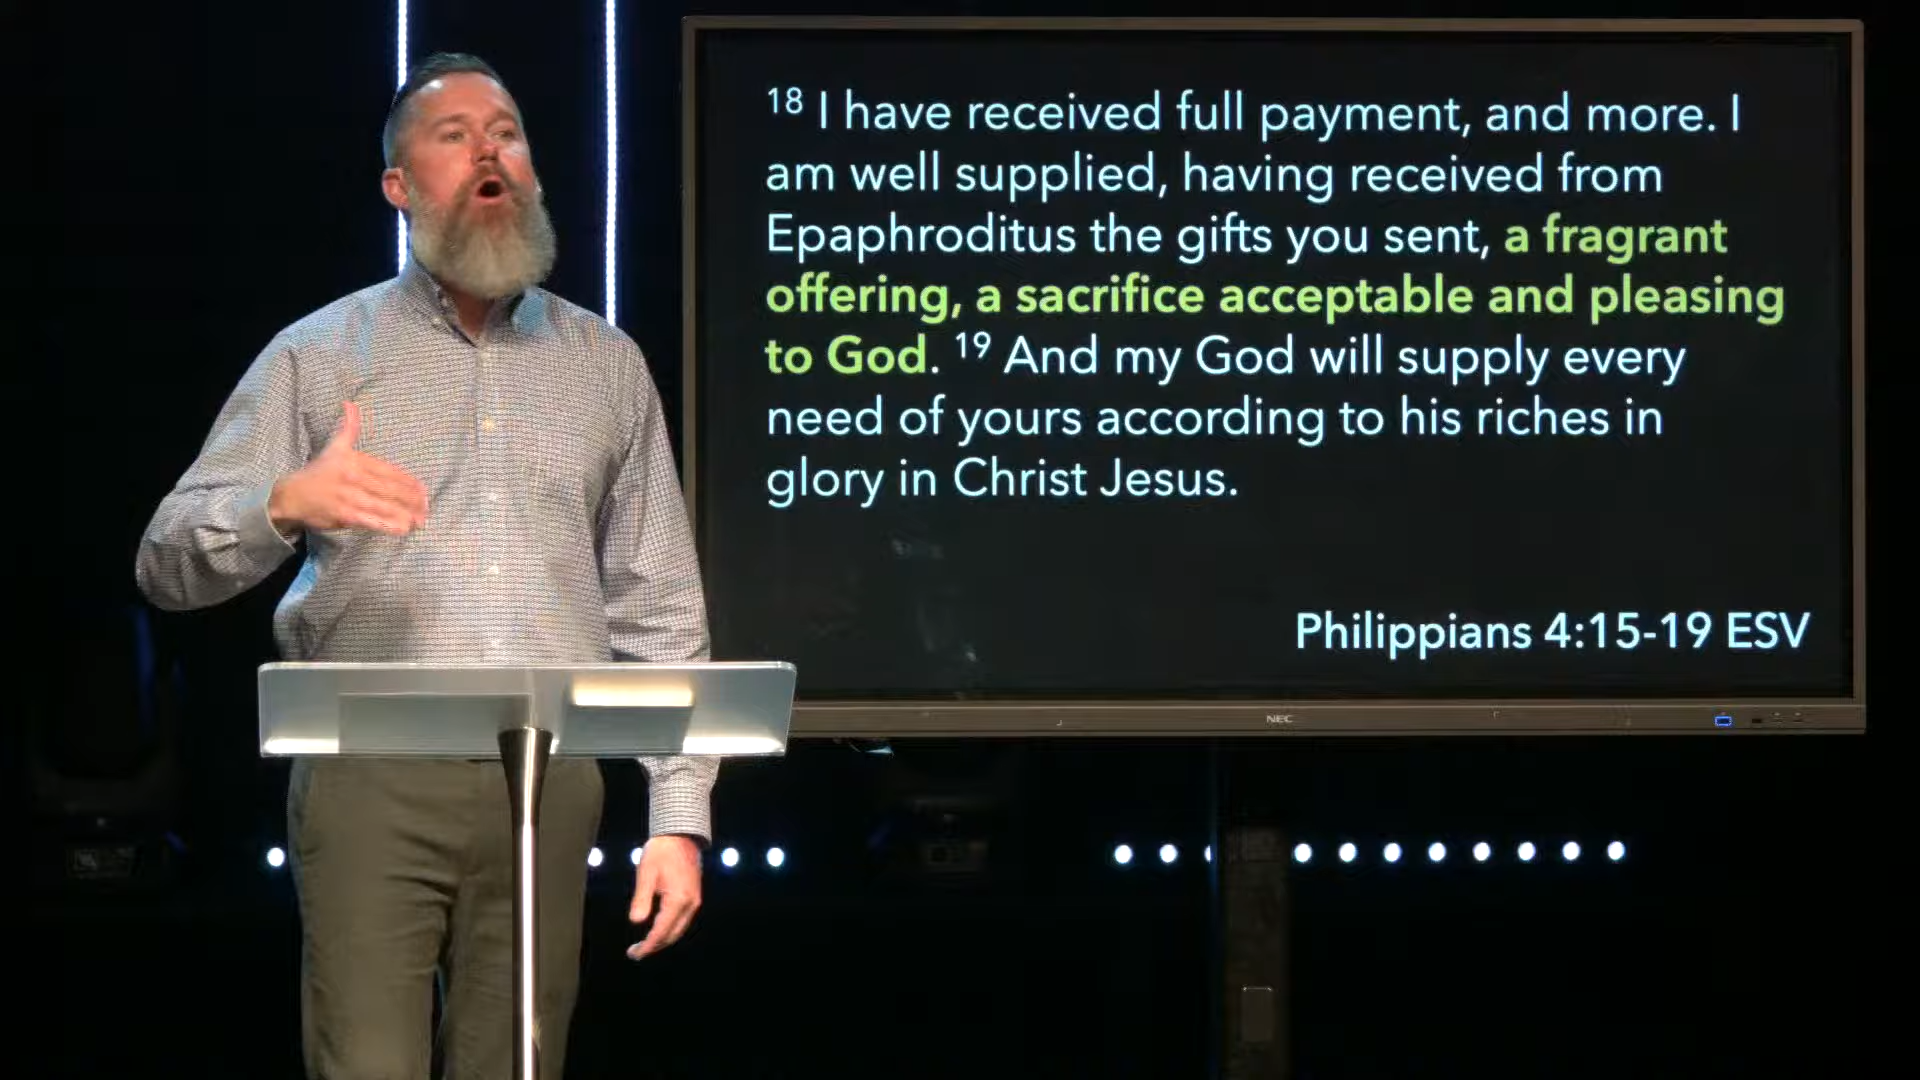 18 I have received full payment, and more. I
am well supplied, having received from
Epaphroditus the gifts you sent, a fragrant
offering, a sacrifice acceptable and pleasing
to God. 19 And my God will supply every
need of yours according to his riches in
glory in Christ Jesus.
Philippians 4:15-19 ESV
NEC